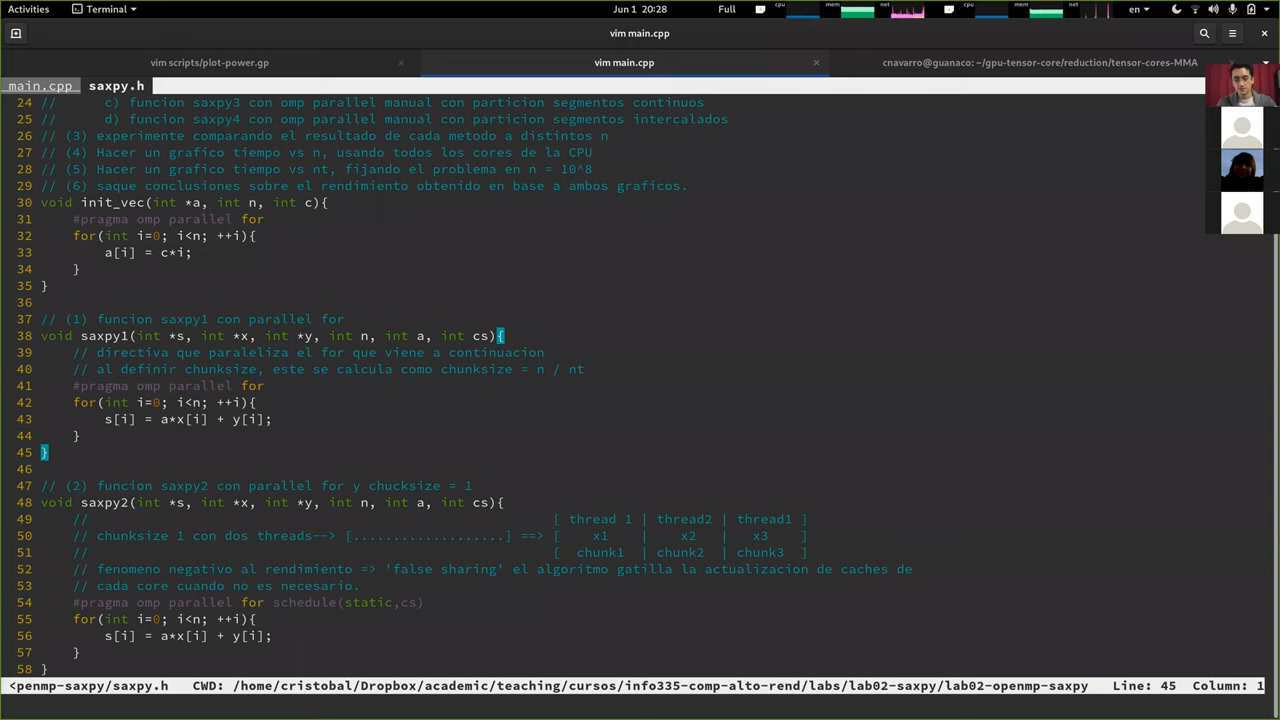 Activities Terminal Jun 1 20:28 Full cpu mem net cpu mem net en
vim main.cpp
vim scripts/plot-power.gp × vim main.cpp × cnavarro@guanaco: ~/gpu-tensor-core/reduction/tensor-cores-MMA
main.cpp saxpy.h
24 // c) funcion saxpy3 con omp parallel manual con particion segmentos continuos
25 // d) funcion saxpy4 con omp parallel manual con particion segmentos intercalados
26 // (3) experimente comparando el resultado de cada metodo a distintos n
27 // (4) Hacer un grafico tiempo vs n, usando todos los cores de la CPU
28 // (5) Hacer un grafico tiempo vs nt, fijando el problema en n = 10^8
29 // (6) saque conclusiones sobre el rendimiento obtenido en base a ambos graficos.
30 void init_vec(int *a, int n, int c){
31 #pragma omp parallel for
32 for(int i=0; i<n; ++i){
33 a[i] = c*i;
34 }
35 }
36
37 // (1) funcion saxpy1 con parallel for
38 void saxpy1(int *s, int *x, int *y, int n, int a, int cs){
39 // directiva que paraleliza el for que viene a continuacion
40 // al definir chunksize, este se calcula como chunksize = n / nt
41 #pragma omp parallel for
42 for(int i=0; i<n; ++i){
43 s[i] = a*x[i] + y[i];
44 }
45 }
46
47 // (2) funcion saxpy2 con parallel for y chucksize = 1
48 void saxpy2(int *s, int *x, int *y, int n, int a, int cs){
49 // [ thread 1 | thread2 | thread1 ]
50 // chunksize 1 con dos threads--> [...................] ==> [ x1 | x2 | x3 ]
51 // [ chunk1 | chunk2 | chunk3 ]
52 // fenomeno negativo al rendimiento => 'false sharing' el algoritmo gatilla la actualizacion de caches de
53 // cada core cuando no es necesario.
54 #pragma omp parallel for schedule(static,cs)
55 for(int i=0; i<n; ++i){
56 s[i] = a*x[i] + y[i];
57 }
58 }
<penmp-saxpy/saxpy.h CWD: /home/cristobal/Dropbox/academic/teaching/cursos/info335-comp-alto-rend/labs/lab02-saxpy/lab02-openmp-saxpy Line: 45 Column: 1